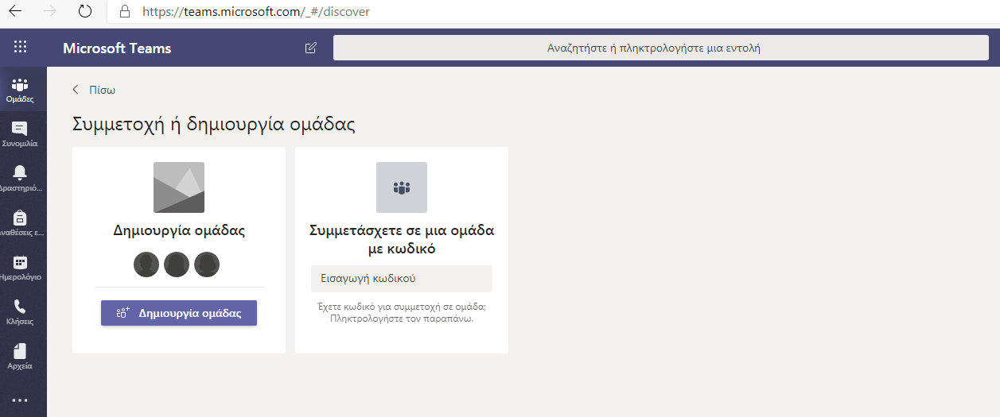 https://teams.microsoft.com/_#/discover
Microsoft Teams
Αναζητήστε ή πληκτρολογήστε μια εντολή
Ομάδες
Συνομιλία
Δραστηριό...
Αναθέσεις ε...
Ημερολόγιο
Κλήσεις
Αρχεία
Πίσω
Συμμετοχή ή δημιουργία ομάδας
Δημιουργία ομάδας
Δημιουργία ομάδας
Συμμετάσχετε σε μια ομάδα
με κωδικό
Εισαγωγή κωδικού
Έχετε κωδικό για συμμετοχή σε ομάδα;
Πληκτρολογήστε τον παραπάνω.